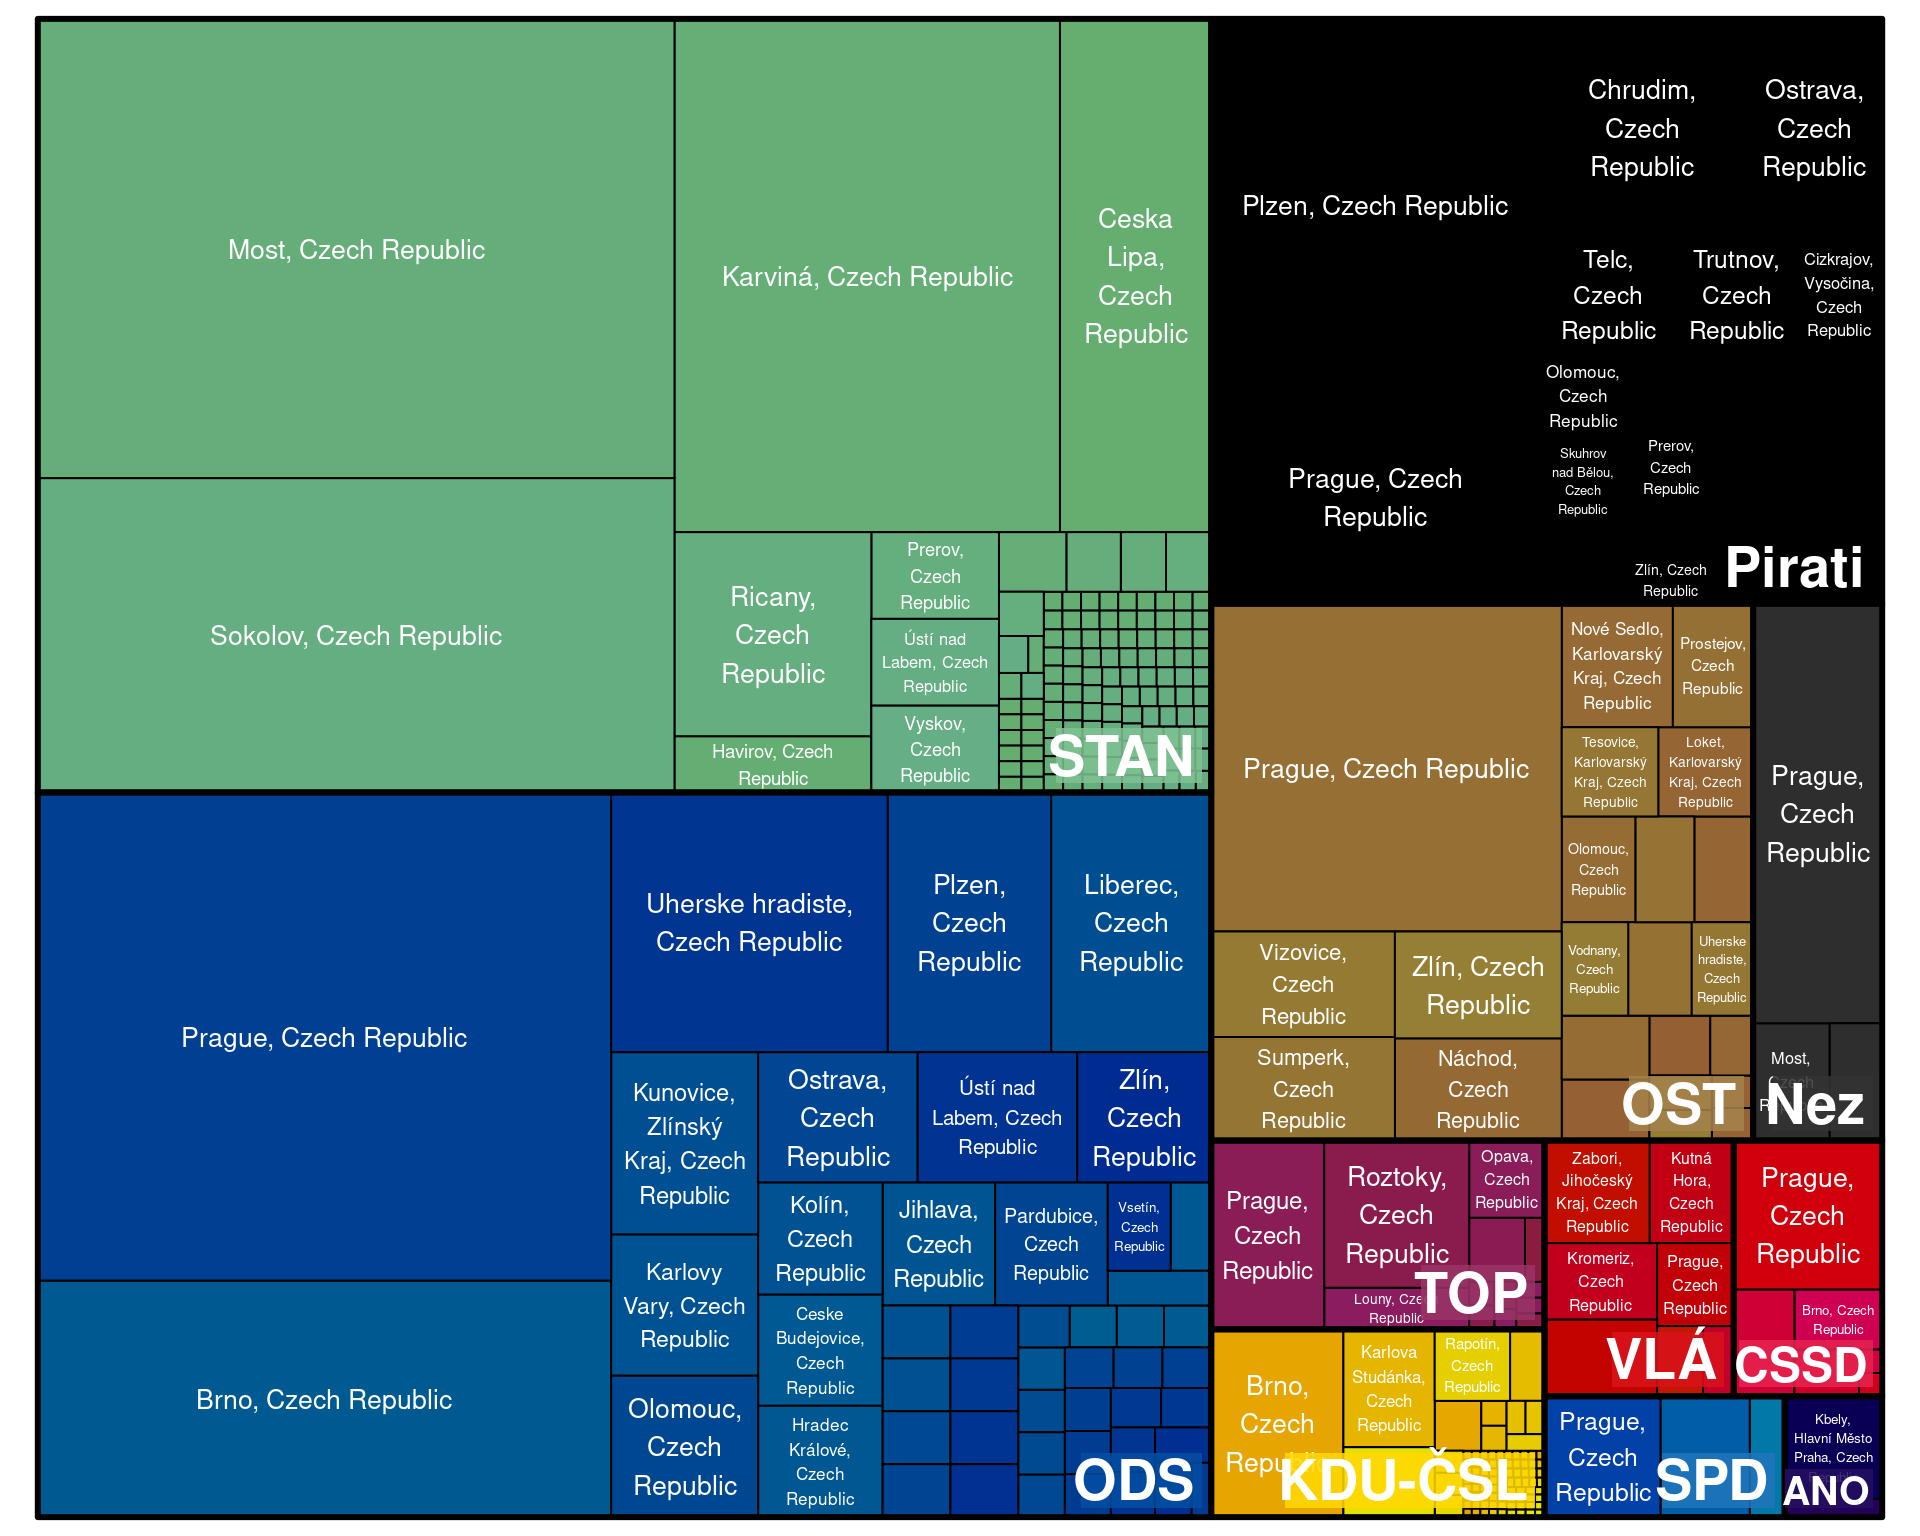 Most, Czech Republic
Sokolov, Czech Republic
Karviná, Czech Republic
Ceska
Lipa,
Czech
Republic
Ricany,
Czech
Republic
Havirov, Czech
Republic
Prerov,
Czech
Republic
Ústí nad
Labem, Czech
Republic
Vyskov,
Czech
Republic
STAN
Plzen, Czech Republic
Prague, Czech
Republic
Chrudim,
Czech
Republic
Ostrava,
Czech
Republic
Telc,
Czech
Republic
Trutnov,
Czech
Republic
Cizkrajov,
Vysočina,
Czech
Republic
Olomouc,
Czech
Republic
Skuhrov
nad Bělou,
Czech
Republic
Prerov,
Czech
Republic
Zlín, Czech
Republic
Pirati
Prague, Czech Republic
Brno, Czech Republic
Uherske hradiste,
Czech Republic
Plzen,
Czech
Republic
Liberec,
Czech
Republic
Kunovice,
Zlínský
Kraj, Czech
Republic
Karlovy
Vary, Czech
Republic
Olomouc,
Czech
Republic
Ostrava,
Czech
Republic
Ústí nad
Labem, Czech
Republic
Zlín,
Czech
Republic
Kolín,
Czech
Republic
Ceske
Budejovice,
Czech
Republic
Hradec
Králové,
Czech
Republic
Jihlava,
Czech
Republic
Pardubice,
Czech
Republic
Vsetín,
Czech
Republic
ODS
Prague, Czech Republic
Vizovice,
Czech
Republic
Sumperk,
Czech
Republic
Zlín, Czech
Republic
Náchod,
Czech
Republic
Nové Sedlo,
Karlovarský
Kraj, Czech
Republic
Prostejov,
Czech
Republic
Tesovice,
Karlovarský
Kraj, Czech
Republic
Loket,
Karlovarský
Kraj, Czech
Republic
Olomouc,
Czech
Republic
Vodnany,
Czech
Republic
Uherske
hradiste,
Czech
Republic
OST
Prague,
Czech
Republic
Most,
Czech
Nez
Prague,
Czech
Republic
Roztoky,
Czech
Republic
Opava,
Czech
Republic
Louny, Czech
Republic
TOP
Zabori,
Jihočeský
Kraj, Czech
Republic
Kutná
Hora,
Czech
Republic
Kromeriz,
Czech
Republic
Prague,
Czech
Republic
VLÁ
Prague,
Czech
Republic
Brno, Czech
Republic
CSSD
Brno,
Czech
Republic
Karlova
Studánka,
Czech
Republic
Rapotín,
Czech
Republic
KDU-ČSL
Prague,
Czech
Republic
SPD
Kbely,
Hlavní Město
Praha, Czech
ANO